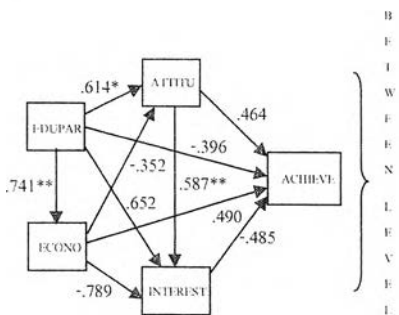 ATTITU
.614*
.464
EDUPAR
-.396
-.352
.587**
ACHIEVE
.741**
.652
.490
-.485
ECONO
-.789
INTEREST
B
E
T
W
E
E
N
L
E
V
E
L